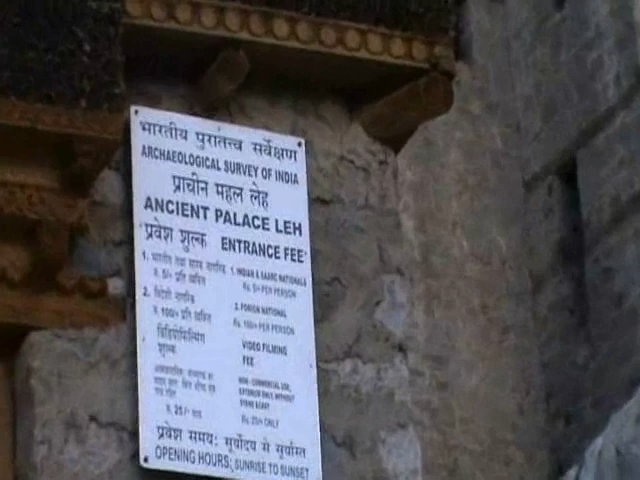 भारतीय पुरातत्त्व सर्वेक्षण
ARCHAEOLOGICAL SURVEY OF INDIA
प्राचीन महल लेह
ANCIENT PALACE LEH
प्रवेश शुल्क ENTRANCE FEE
1. भारतीय तथा सार्क नागरिक 1. INDIAN & SAARC NATIONALS
रु. 5/- प्रति व्यक्ति Rs 5/- PER PERSON
2. विदेशी नागरिक 2. FORIGN NATIONAL
रु. 100/- प्रति व्यक्ति Rs 100/- PER PERSON
विडियोफिल्मिंग VIDEO FILMING
शुल्क FEE
NON-COMMERCIAL USE,
EXTERIOR ONLY WITHOUT
रु. 25/- मात्र Rs 25/- ONLY
प्रवेश समय: सूर्योदय से सूर्यास्त
OPENING HOURS: SUNRISE TO SUNSET